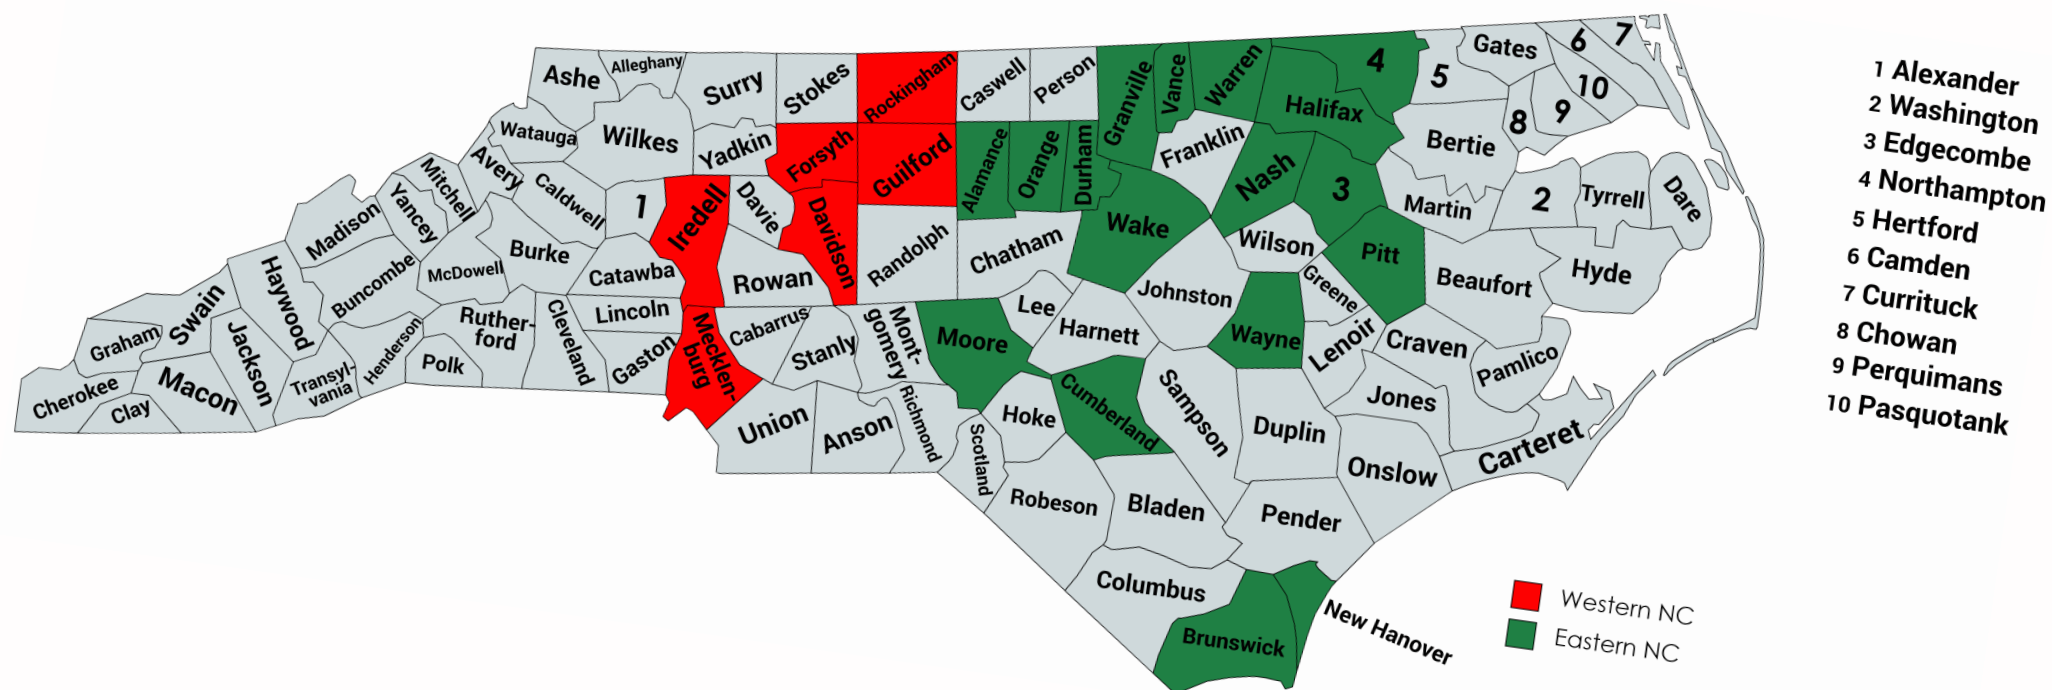 Ashe
Alleghany
Surry
Stokes
Rockingham
Caswell
Person
Granville
Vance
Warren
Halifax
4
5
Gates
6
7
10
9
8
Bertie
Watauga
Wilkes
Yadkin
Forsyth
Guilford
Alamance
Orange
Durham
Franklin
Nash
3
Martin
2
Tyrrell
Dare
Avery
Mitchell
Yancey
Madison
Caldwell
1
Iredell
Davie
Davidson
Randolph
Chatham
Wake
Wilson
Pitt
Beaufort
Hyde
Burke
McDowell
Buncombe
Haywood
Swain
Graham
Catawba
Rowan
Lincoln
Johnston
Greene
Wayne
Lenoir
Craven
Pamlico
Lee
Harnett
Moore
Mont-
gomery
Stanly
Cabarrus
Mecklen-
burg
Gaston
Cleveland
Ruther-
ford
Polk
Henderson
Transyl-
vania
Jackson
Macon
Cherokee
Clay
Union
Anson
Richmond
Scotland
Hoke
Cumberland
Sampson
Duplin
Jones
Onslow
Carteret
Robeson
Bladen
Pender
Columbus
Brunswick
New Hanover
1 Alexander
2 Washington
3 Edgecombe
4 Northampton
5 Hertford
6 Camden
7 Currituck
8 Chowan
9 Perquimans
10 Pasquotank
Western NC
Eastern NC